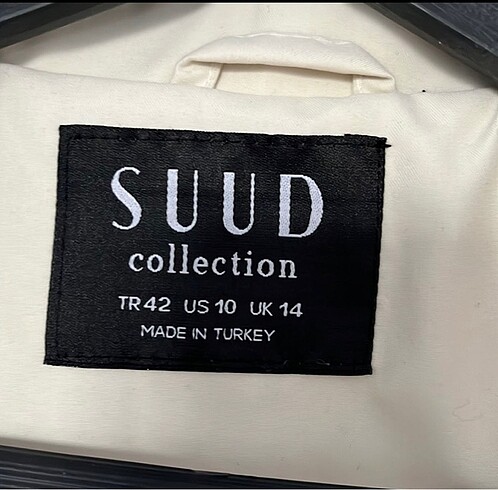 SUUD
collection
TR 42 US 10 UK 14
MADE IN TURKEY